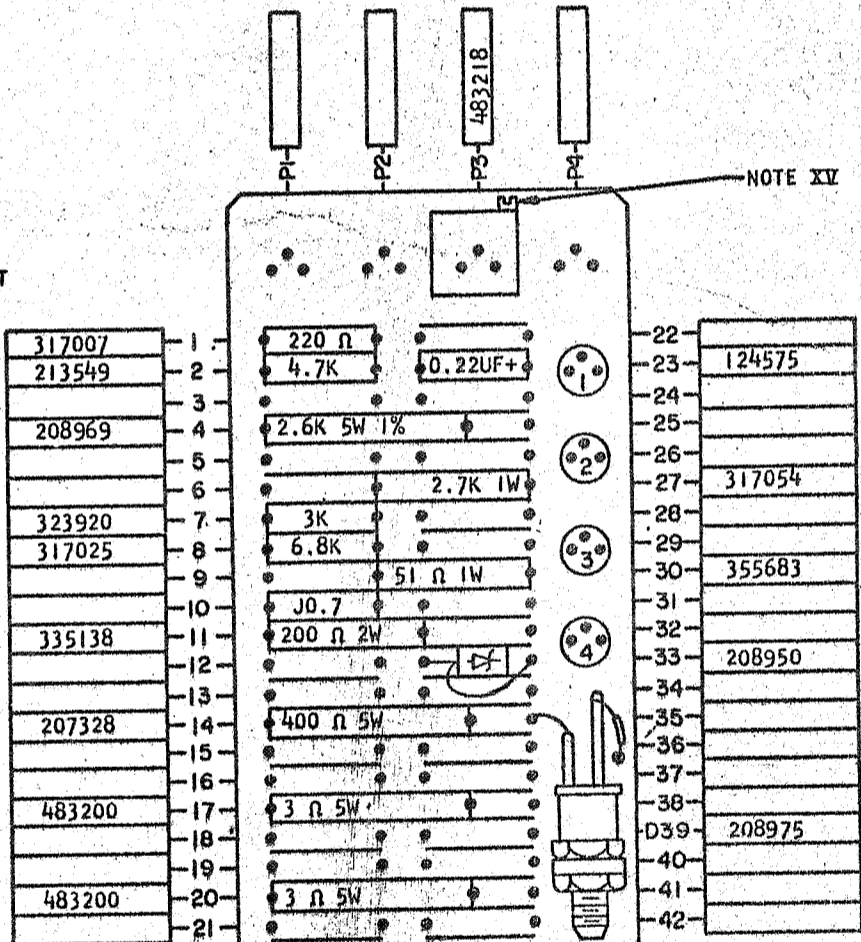 483218
P1 P2 P3 P4
NOTE XV
T
317007 1 220 Ω 22
213549 2 4.7K 0.22UF+ 23 124575
1
3 24
208969 4 2.6K 5W 1% 25
5 26
2
6 2.7K 1W 27 317054
323920 7 3K 28
317025 8 6.8K 29
3
9 51 Ω 1W 30 355683
10 J0.7 31
335138 11 200 Ω 2W 32
4
12 33 208950
13 34
207328 14 400 Ω 5W 35
15 36
16 37
483200 17 3 Ω 5W 38
18 D39 208975
19 40
483200 20 3 Ω 5W 41
21 42